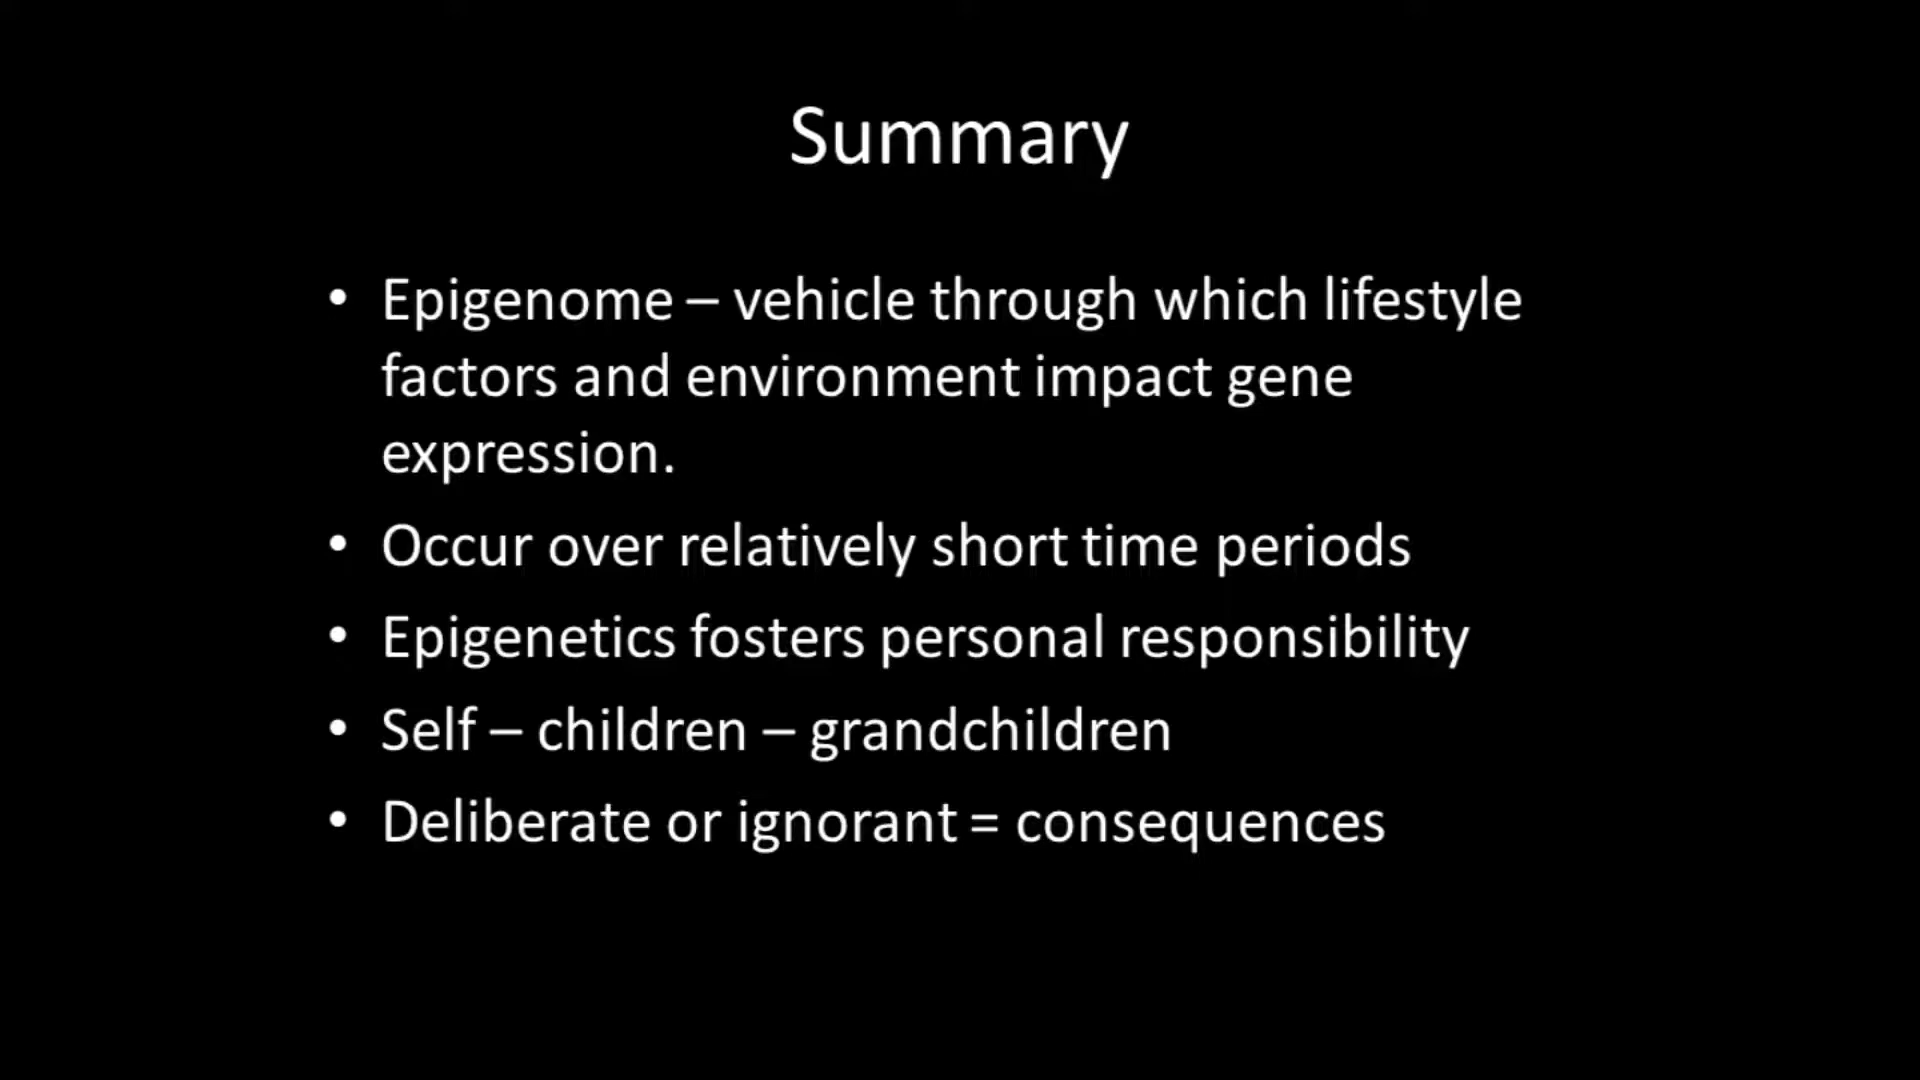 Summary
• Epigenome – vehicle through which lifestyle
factors and environment impact gene
expression.
• Occur over relatively short time periods
• Epigenetics fosters personal responsibility
• Self – children – grandchildren
• Deliberate or ignorant = consequences